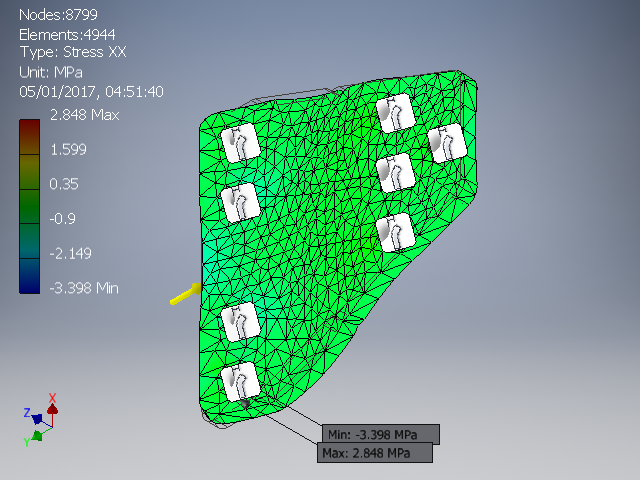 Nodes:8799
Elements:4944
Type: Stress XX
Unit: MPa
05/01/2017, 04:51:40
2.848 Max
1.599
0.35
-0.9
-2.149
-3.398 Min
X
Z
Y
Min: -3.398 MPa
Max: 2.848 MPa